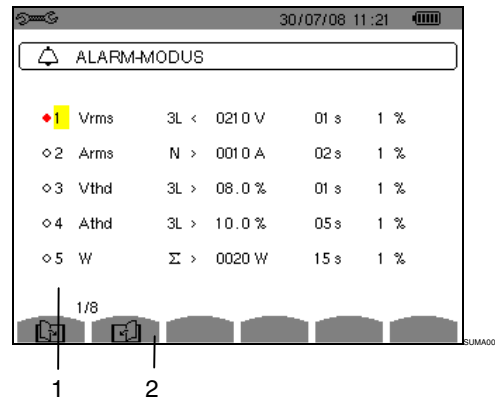 30/07/08 11:21
ALARM-MODUS
1 Vrms 3L < 0210 V 01 s 1 %
2 Arms N > 0010 A 02 s 1 %
3 Vthd 3L > 08.0 % 01 s 1 %
4 Athd 3L > 10.0 % 05 s 1 %
5 W Σ > 0020 W 15 s 1 %
1/8
SUMA00
1 2